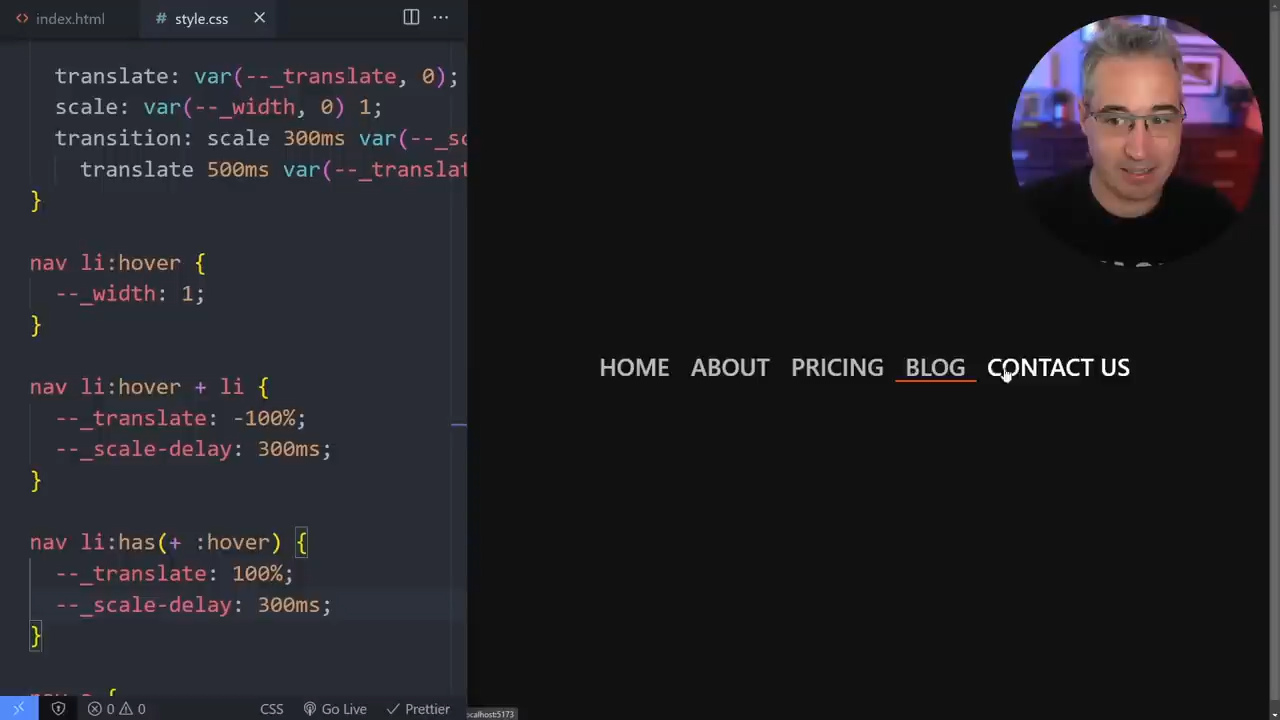 index.html
# style.css
translate: var(--_translate, 0);
scale: var(--_width, 0) 1;
transition: scale 300ms var(--_sc
translate 500ms var(--_translat
}
nav li:hover {
--_width: 1;
}
nav li:hover + li {
--_translate: -100%;
--_scale-delay: 300ms;
}
nav li:has(+ :hover) {
--_translate: 100%;
--_scale-delay: 300ms;
}
0 0 CSS Go Live Prettier
HOME ABOUT PRICING BLOG CONTACT US
ocalhost:5173